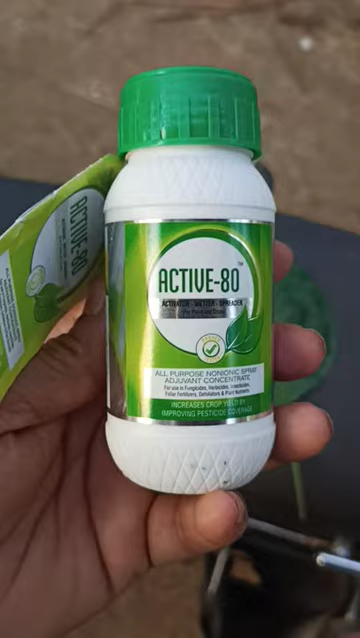 ACTIVE-80™
ACTIVATOR - WETTER - SPREADER
ALL PURPOSE NONIONIC SPRAY
ADJUVANT CONCENTRATE
For use in Fungicides, Herbicides, Insecticides,
Foliar Fertilizers, Defoliators & Plant Nutrients
INCREASES CROP YIELD BY
IMPROVING PESTICIDE COVERAGE
ACTIVE-80